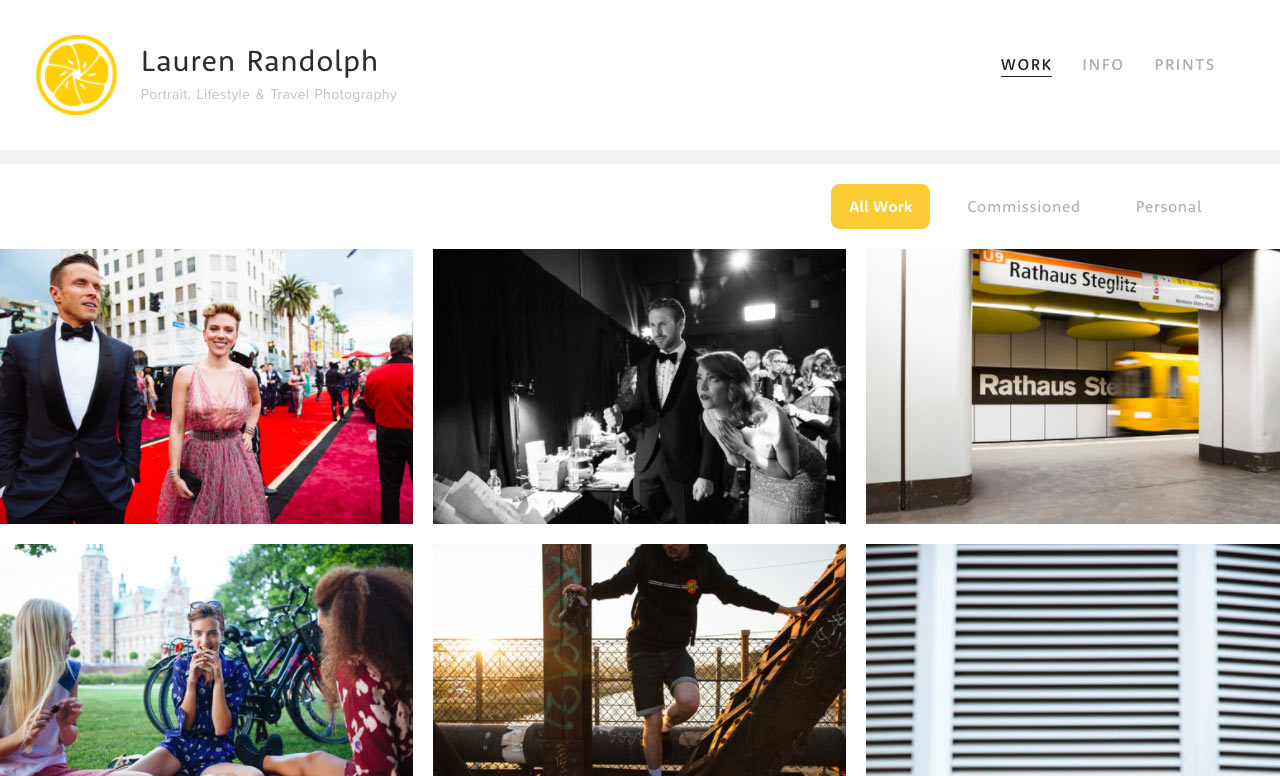 Lauren Randolph
Portrait, Lifestyle & Travel Photography
WORK INFO PRINTS
All Work Commissioned Personal
U9
Rathaus Steglitz
Rathaus Ste